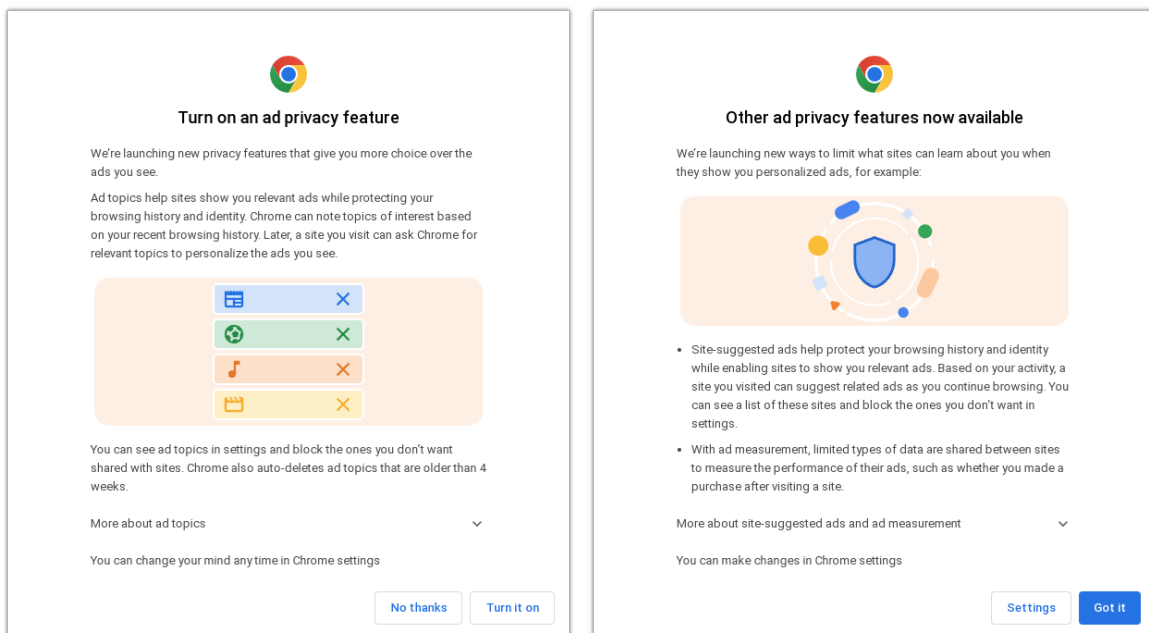 Turn on an ad privacy feature
We're launching new privacy features that give you more choice over the
ads you see.
Ad topics help sites show you relevant ads while protecting your
browsing history and identity. Chrome can note topics of interest based
on your recent browsing history. Later, a site you visit can ask Chrome for
relevant topics to personalize the ads you see.
You can see ad topics in settings and block the ones you don't want
shared with sites. Chrome also auto-deletes ad topics that are older than 4
weeks.
More about ad topics
You can change your mind any time in Chrome settings
No thanks
Turn it on
Other ad privacy features now available
We're launching new ways to limit what sites can learn about you when
they show you personalized ads, for example:
• Site-suggested ads help protect your browsing history and identity
while enabling sites to show you relevant ads. Based on your activity, a
site you visited can suggest related ads as you continue browsing. You
can see a list of these sites and block the ones you don't want in
settings.
• With ad measurement, limited types of data are shared between sites
to measure the performance of their ads, such as whether you made a
purchase after visiting a site.
More about site-suggested ads and ad measurement
You can make changes in Chrome settings
Settings
Got it